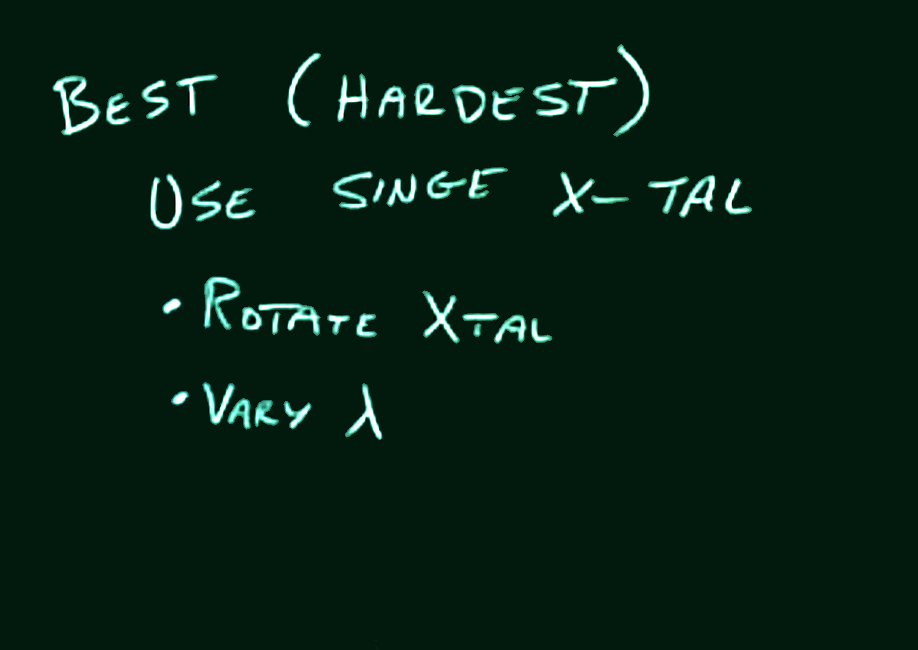 BEST (HARDEST)
USE SINGE X-TAL
• ROTATE XTAL
• VARY λ